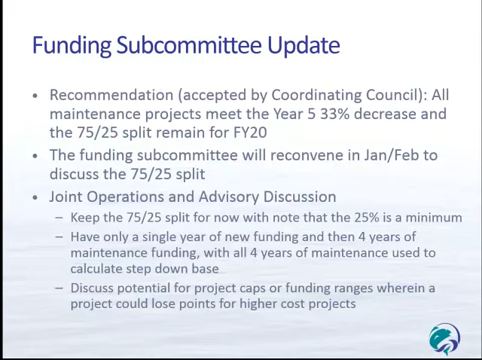 Funding Subcommittee Update
• Recommendation (accepted by Coordinating Council): All
maintenance projects meet the Year 5 33% decrease and
the 75/25 split remain for FY20
• The funding subcommittee will reconvene in Jan/Feb to
discuss the 75/25 split
• Joint Operations and Advisory Discussion
– Keep the 75/25 split for now with note that the 25% is a minimum
– Have only a single year of new funding and then 4 years of
maintenance funding, with all 4 years of maintenance used to
calculate step down base
– Discuss potential for project caps or funding ranges wherein a
project could lose points for higher cost projects